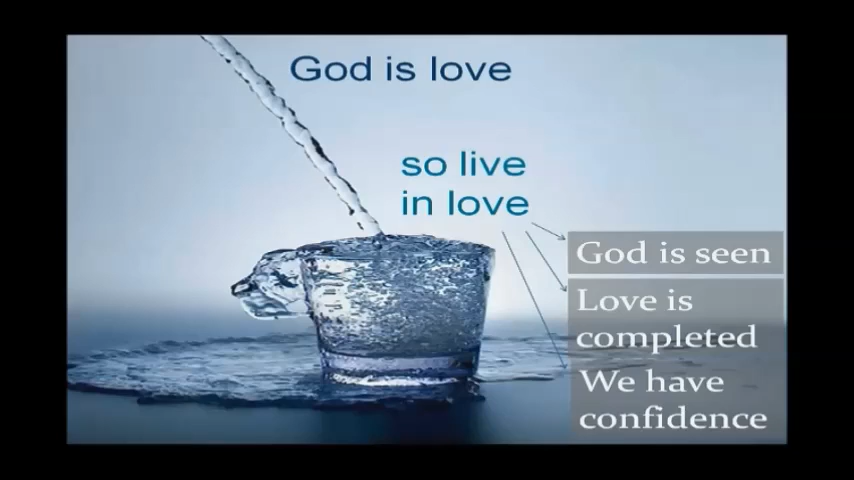 God is love
so live
in love
God is seen
Love is
completed
We have
confidence